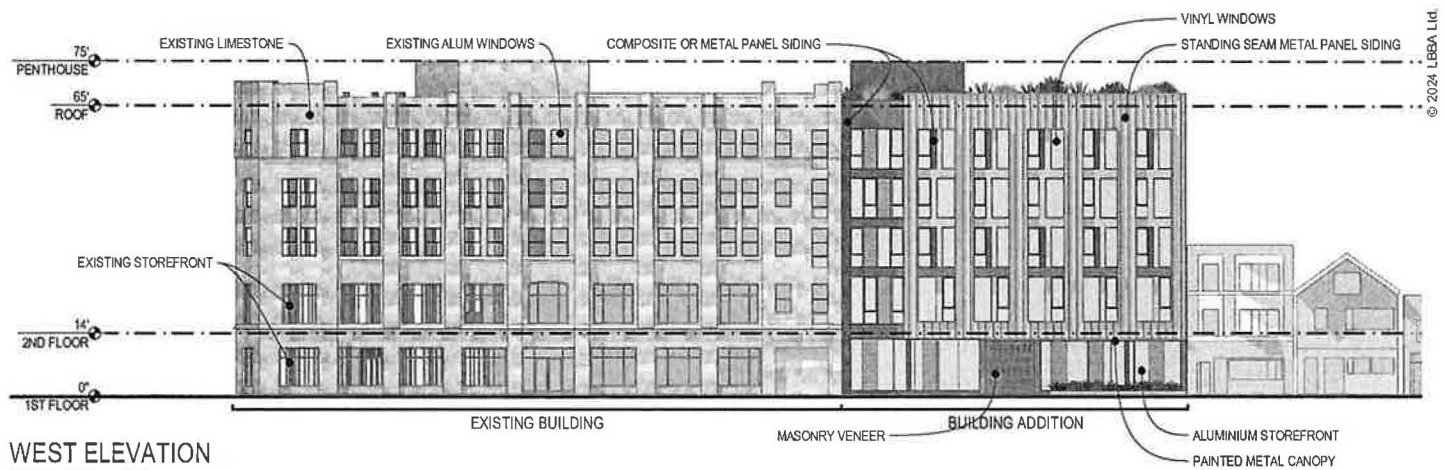 © 2024 LBBA Ltd.
VINYL WINDOWS
EXISTING LIMESTONE
EXISTING ALUM WINDOWS
COMPOSITE OR METAL PANEL SIDING
STANDING SEAM METAL PANEL SIDING
75'
PENTHOUSE
65'
ROOF
EXISTING STOREFRONT
14'
2ND FLOOR
0"
1ST FLOOR
EXISTING BUILDING
BUILDING ADDITION
MASONRY VENEER
ALUMINIUM STOREFRONT
PAINTED METAL CANOPY
WEST ELEVATION